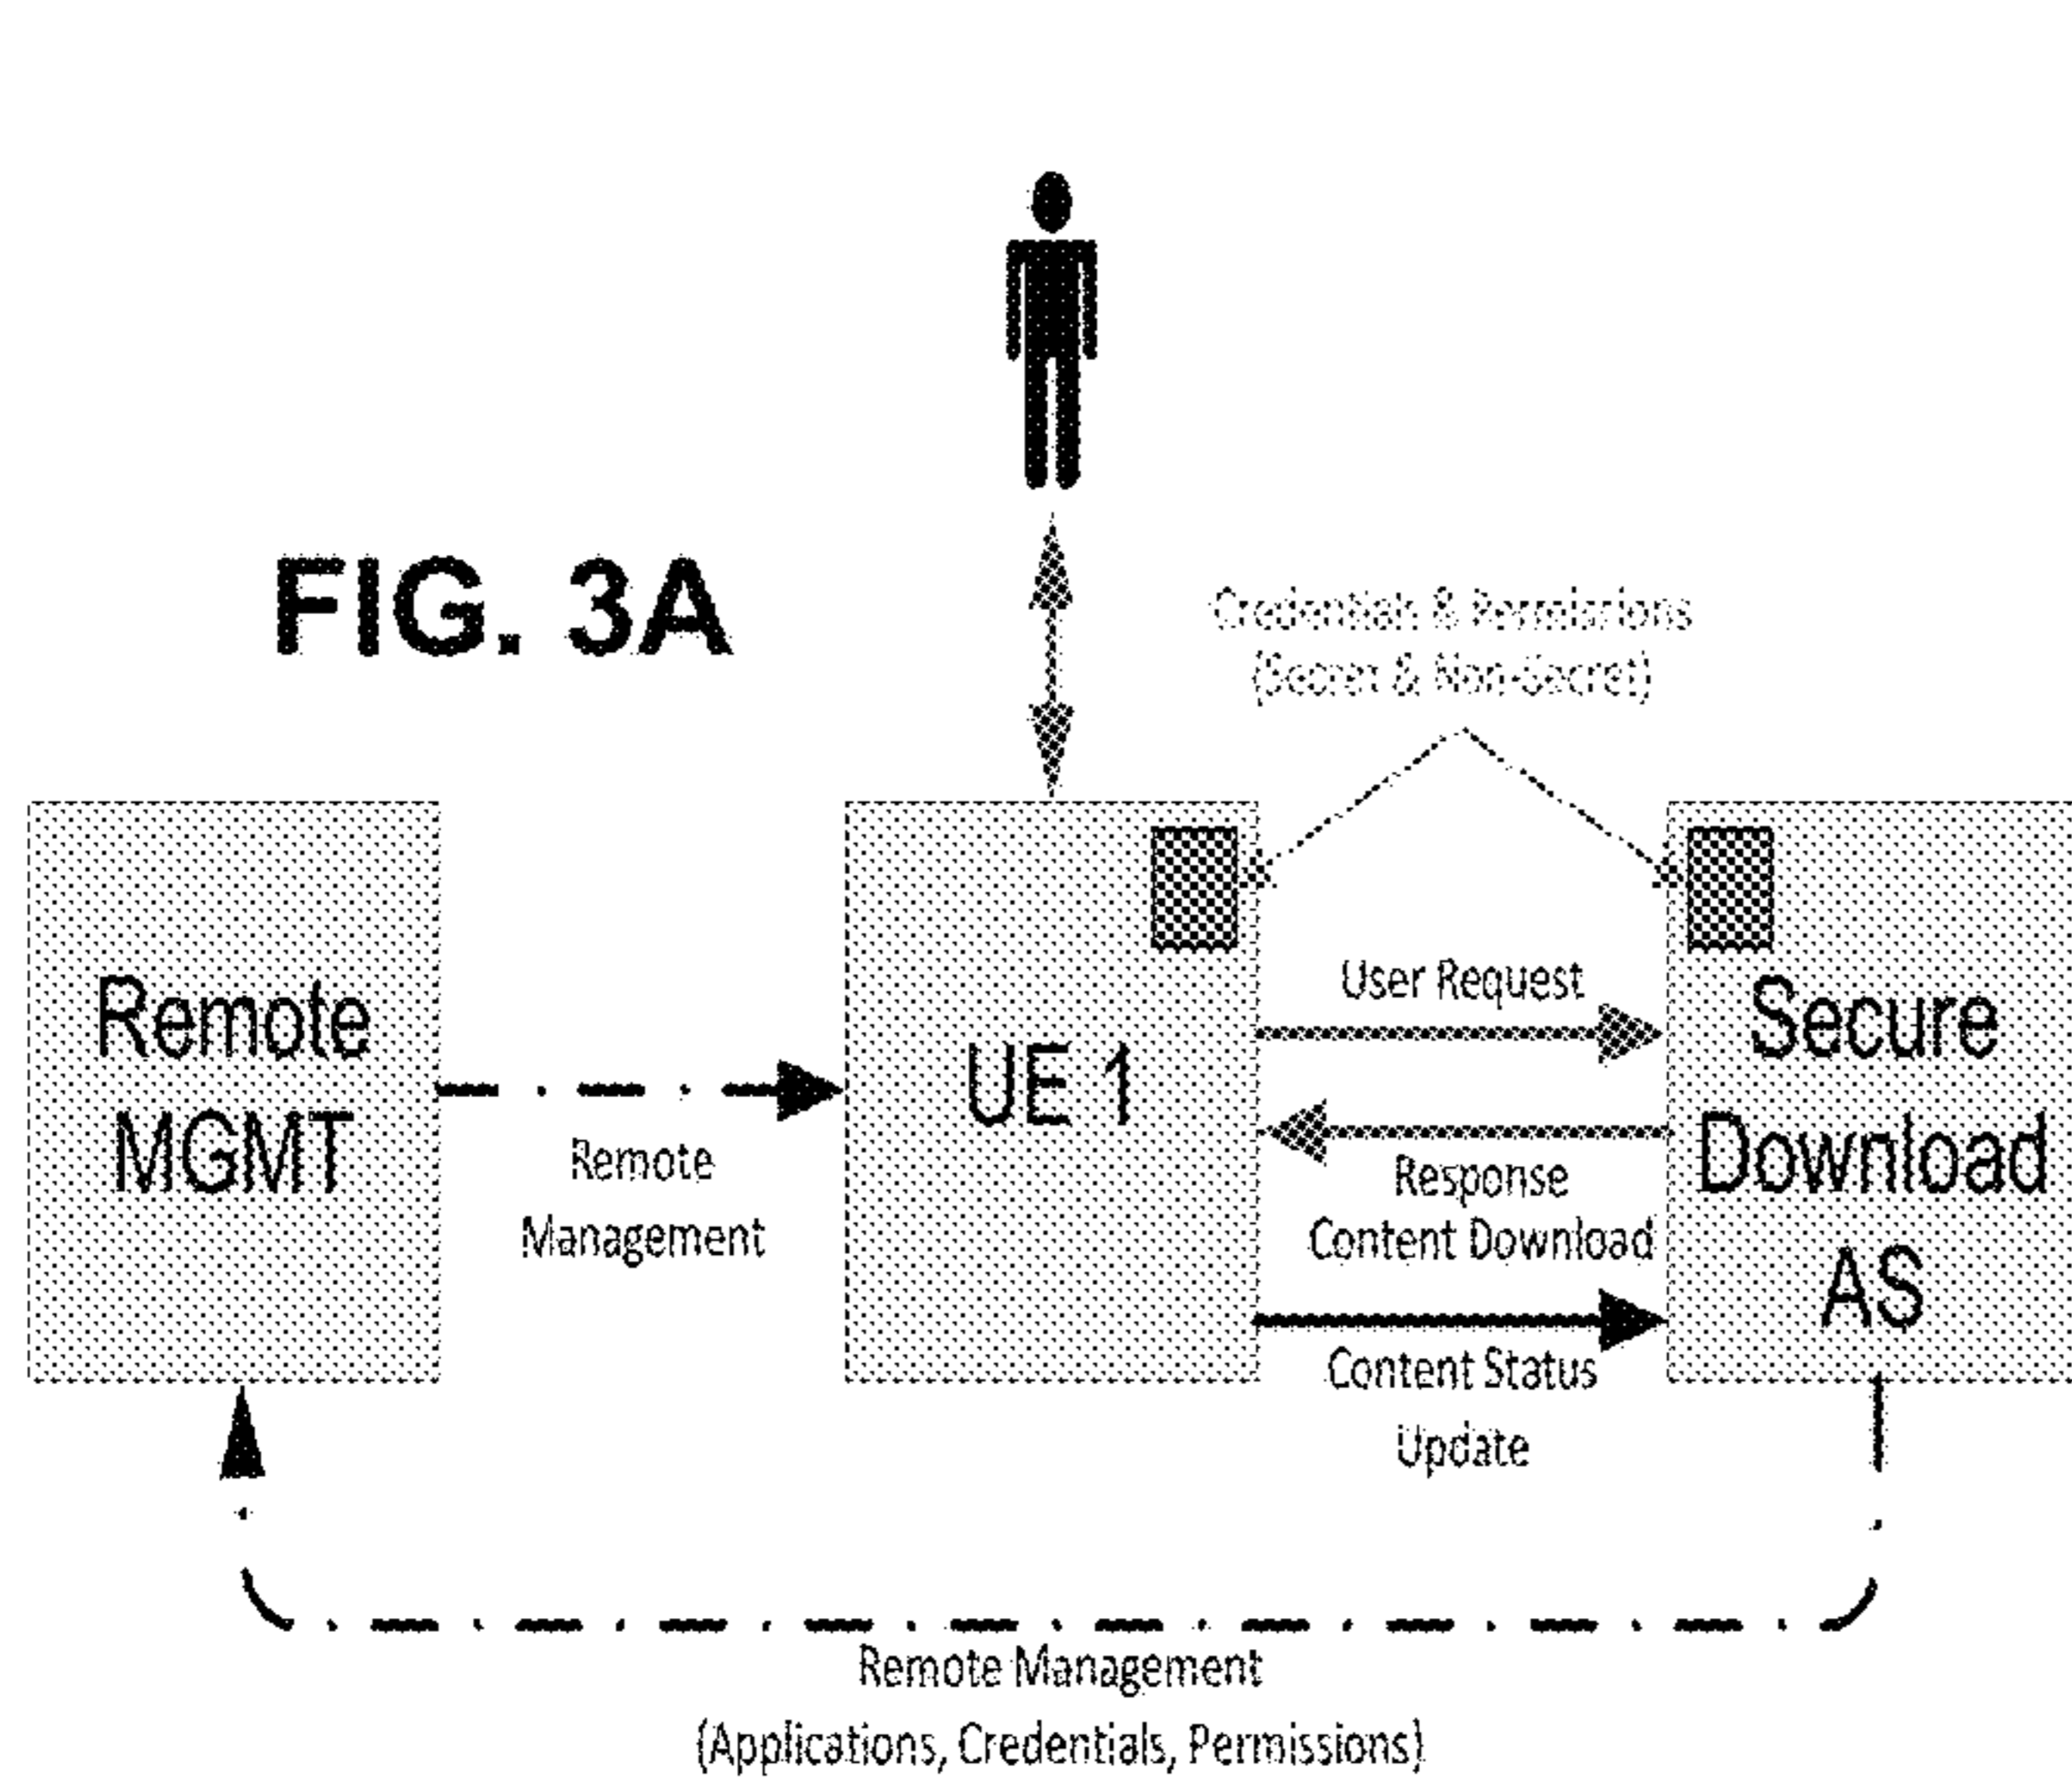 FIG. 3A
Credentials & Permissions
(Secret & Non-Secret)
Remote
MGMT
Remote
Management
UE 1
User Request
Response
Content Download
Content Status
Update
Secure
Download
AS
Remote Management
(Applications, Credentials, Permissions)